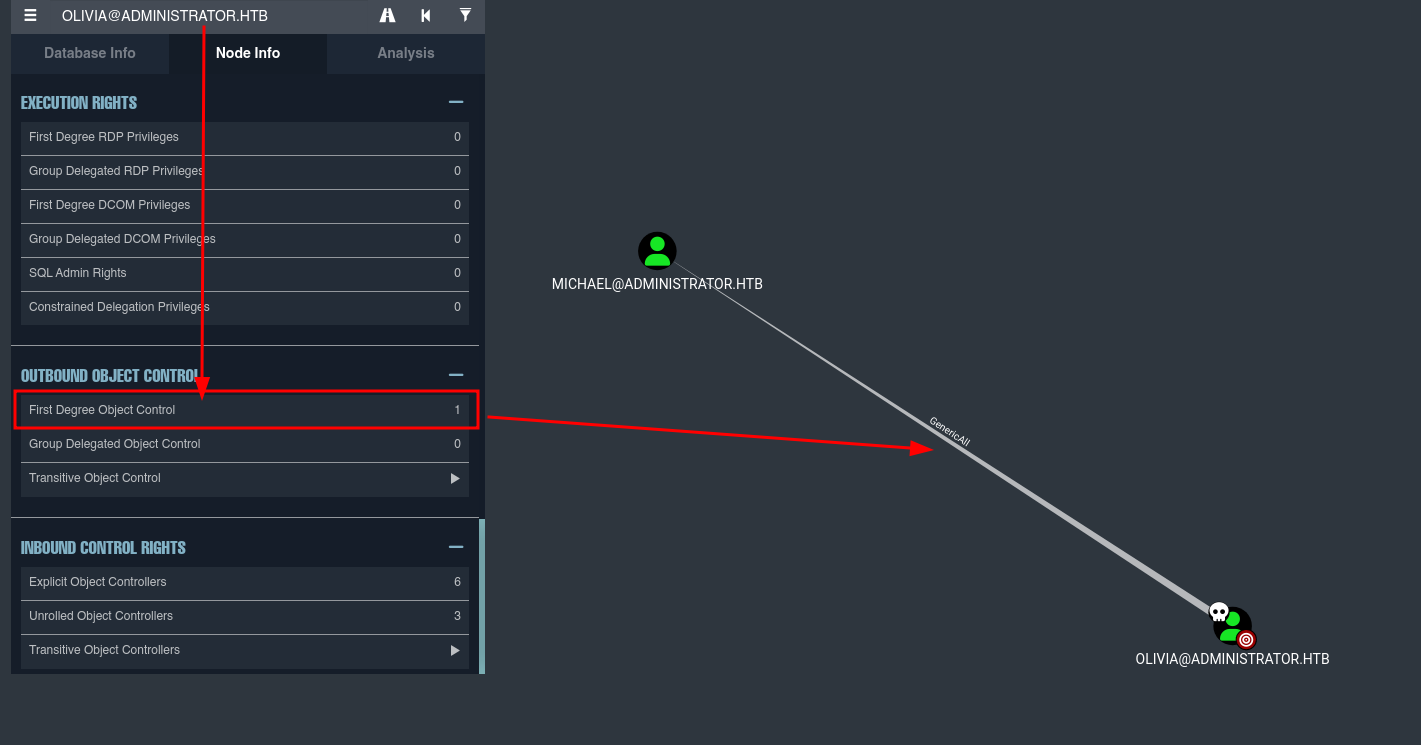 OLIVIA@ADMINISTRATOR.HTB
Database Info
Node Info
Analysis
EXECUTION RIGHTS
First Degree RDP Privileges 0
Group Delegated RDP Privileges 0
First Degree DCOM Privileges 0
Group Delegated DCOM Privileges 0
SQL Admin Rights 0
Constrained Delegation Privileges 0
OUTBOUND OBJECT CONTROL
First Degree Object Control 1
Group Delegated Object Control 0
Transitive Object Control
INBOUND CONTROL RIGHTS
Explicit Object Controllers 6
Unrolled Object Controllers 3
Transitive Object Controllers
MICHAEL@ADMINISTRATOR.HTB
GenericAll
OLIVIA@ADMINISTRATOR.HTB